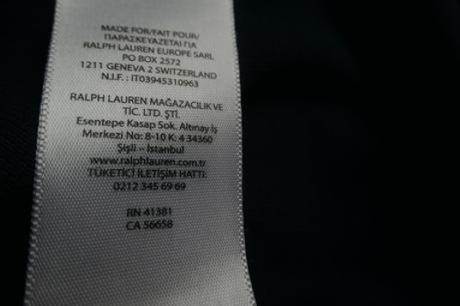 MADE FOR/FAIT POUR/
ΠΑΡΑΣΚΕΥΑΖΕΤΑΙ ΓΙΑ
RALPH LAUREN EUROPE SARL
PO BOX 2572
1211 GENEVA 2 SWITZERLAND
N.I.F. : IT03945310963
RALPH LAUREN MAĞAZACILIK VE
TİC. LTD. ŞTİ.
Esentepe Kasap Sok. Altınay İş
Merkezi No: 8-10 K: 4 34360
Şişli – İstanbul
www.ralphlauren.com.tr
TÜKETİCİ İLETİŞİM HATTI:
0212 345 69 69
RN 41381
CA 56658